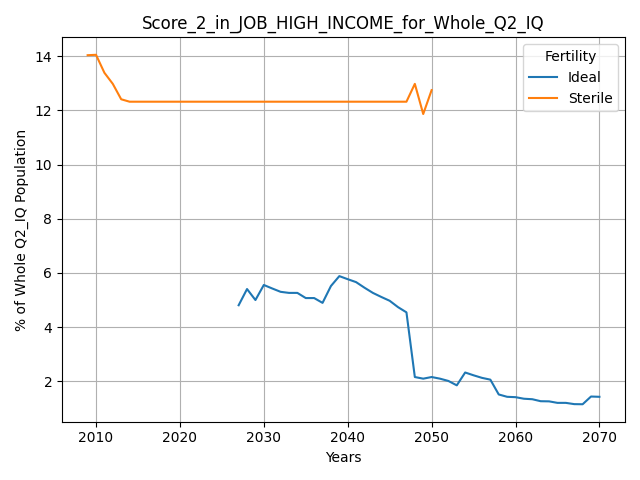 Score_2_in_JOB_HIGH_INCOME_for_Whole_Q2_IQ
% of Whole Q2_IQ Population
14
12
10
8
6
4
2
Fertility
Ideal
Sterile
2010 2020 2030 2040 2050 2060 2070
Years